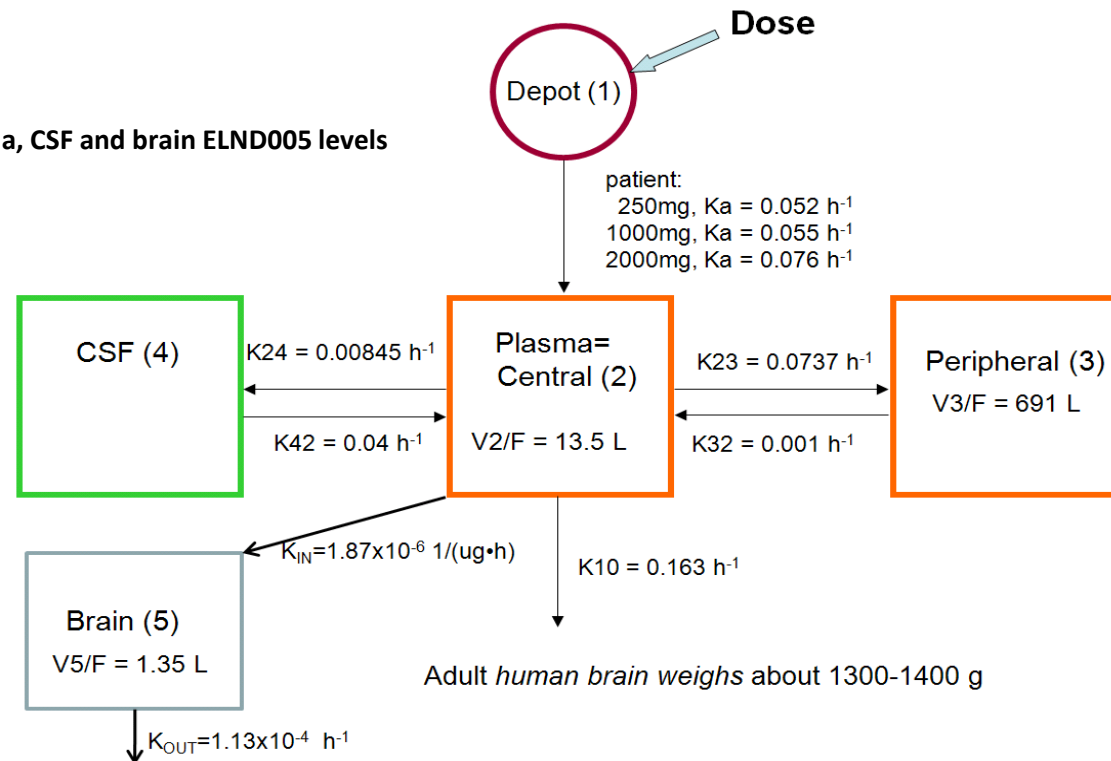 Dose
Depot (1)
a, CSF and brain ELND005 levels
patient:
250mg, Ka = 0.052 h-1
1000mg, Ka = 0.055 h-1
2000mg, Ka = 0.076 h-1
CSF (4)
K24 = 0.00845 h-1
K42 = 0.04 h-1
Plasma=
Central (2)
V2/F = 13.5 L
K23 = 0.0737 h-1
K32 = 0.001 h-1
Peripheral (3)
V3/F = 691 L
KIN=1.87x10-6 1/(ug•h)
K10 = 0.163 h-1
Brain (5)
V5/F = 1.35 L
Adult human brain weighs about 1300-1400 g
KOUT=1.13x10-4 h-1